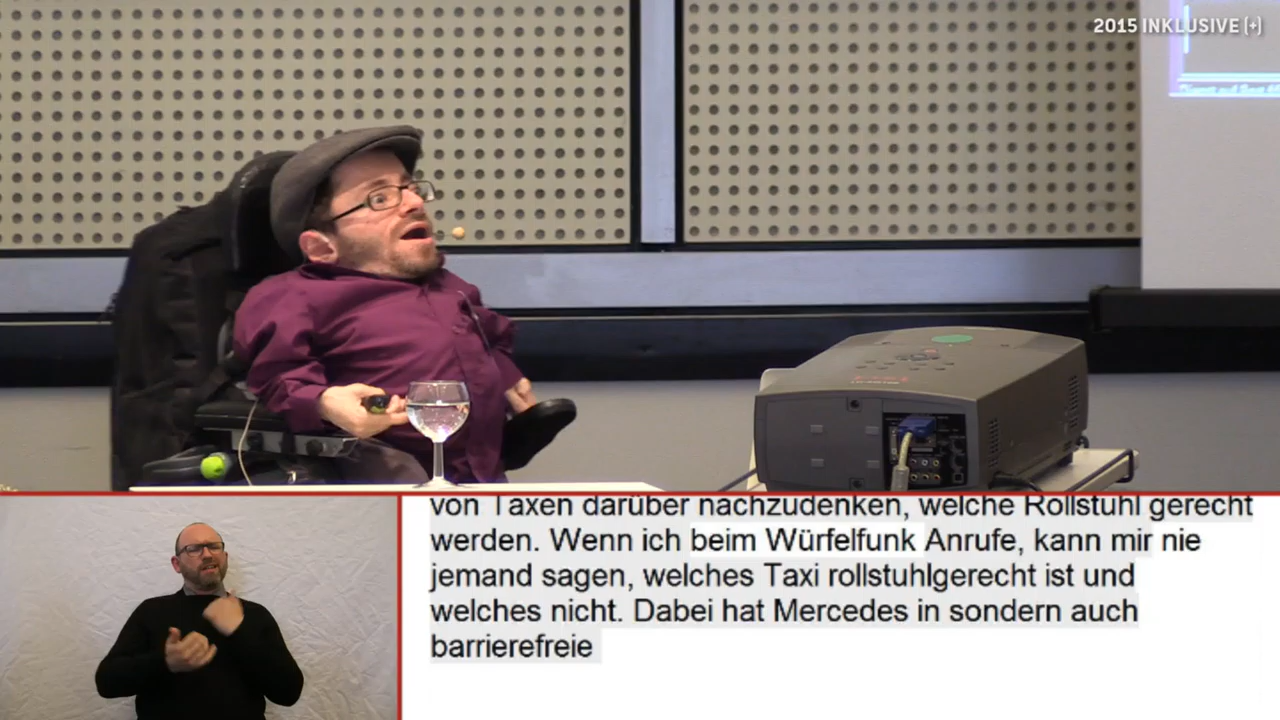 2015 INKLUSIVE (+)
von Taxen darüber nachzudenken, welche Rollstuhl gerecht
werden. Wenn ich beim Würfelfunk Anrufe, kann mir nie
jemand sagen, welches Taxi rollstuhlgerecht ist und
welches nicht. Dabei hat Mercedes in sondern auch
barrierefreie